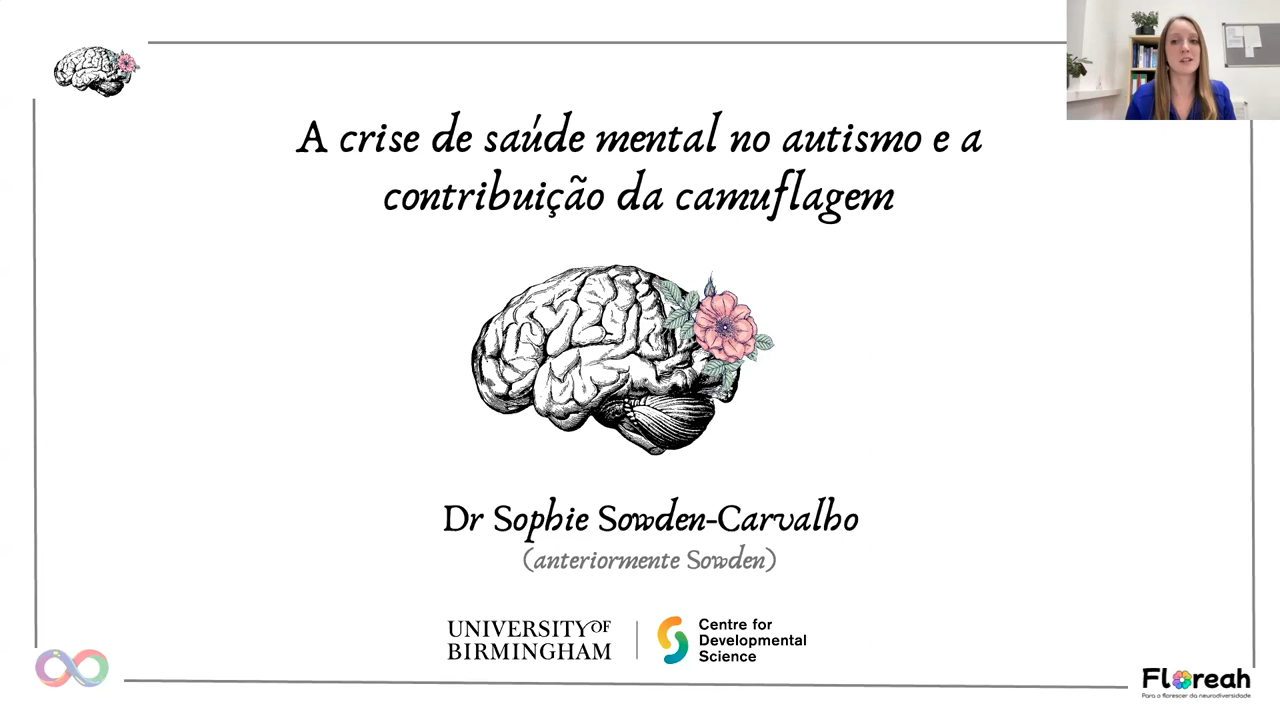 A crise de saúde mental no autismo e a
contribuição da camuflagem
Dr Sophie Sowden-Carvalho
(anteriormente Sowden)
UNIVERSITY OF
BIRMINGHAM
Centre for
Developmental
Science
Floreah
Para o florescer da neurodiversidade